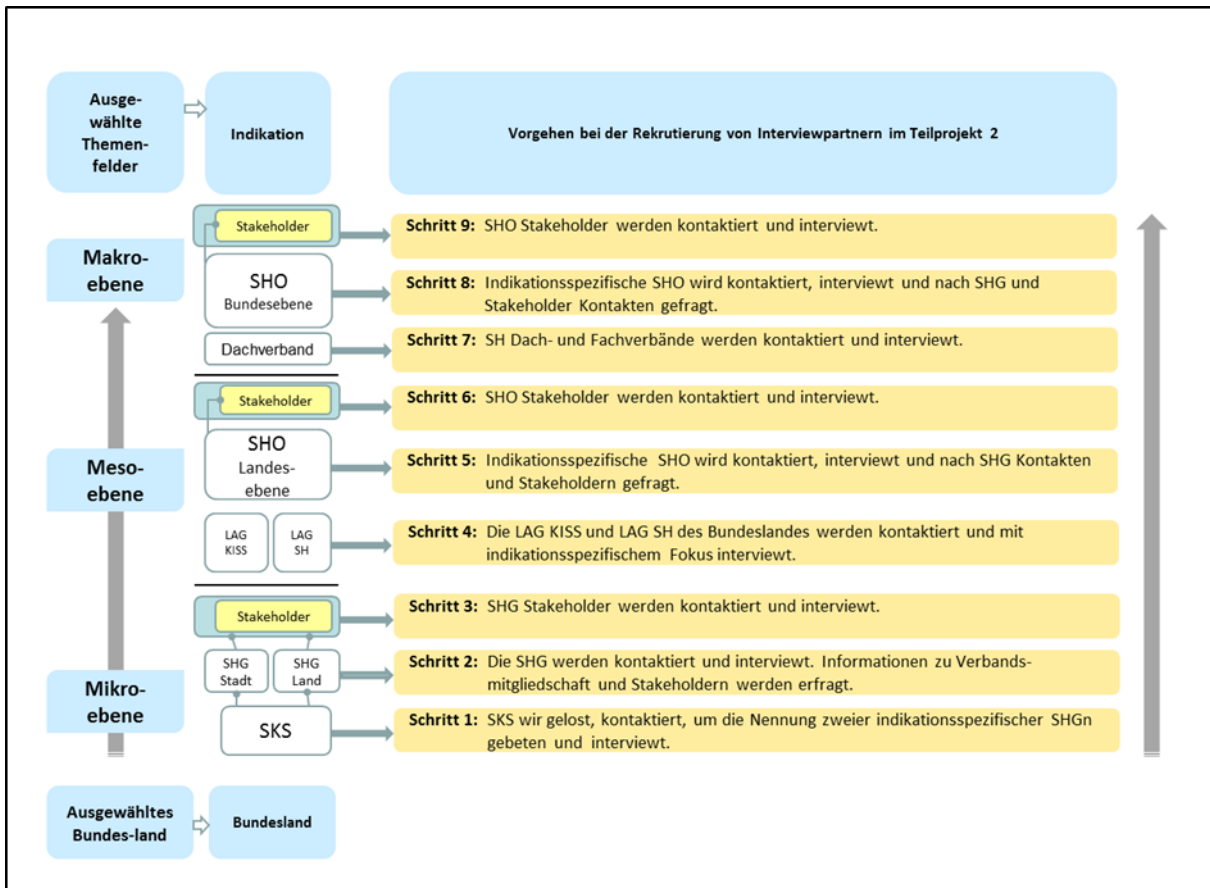 Ausge-
wählte
Themen-
felder
Indikation
Vorgehen bei der Rekrutierung von Interviewpartnern im Teilprojekt 2
Makro-
ebene
Stakeholder
Schritt 9: SHO Stakeholder werden kontaktiert und interviewt.
SHO
Bundesebene
Schritt 8: Indikationsspezifische SHO wird kontaktiert, interviewt und nach SHG und
Stakeholder Kontakten gefragt.
Dachverband
Schritt 7: SH Dach- und Fachverbände werden kontaktiert und interviewt.
Meso-
ebene
Stakeholder
Schritt 6: SHO Stakeholder werden kontaktiert und interviewt.
SHO
Landes-
ebene
Schritt 5: Indikationsspezifische SHO wird kontaktiert, interviewt und nach SHG Kontakten
und Stakeholdern gefragt.
LAG
KISS
LAG
SH
Schritt 4: Die LAG KISS und LAG SH des Bundeslandes werden kontaktiert und mit
indikationsspezifischem Fokus interviewt.
Mikro-
ebene
Stakeholder
Schritt 3: SHG Stakeholder werden kontaktiert und interviewt.
SHG
Stadt
SHG
Land
Schritt 2: Die SHG werden kontaktiert und interviewt. Informationen zu Verbands-
mitgliedschaft und Stakeholdern werden erfragt.
SKS
Schritt 1: SKS wir gelost, kontaktiert, um die Nennung zweier indikationsspezifischer SHGn
gebeten und interviewt.
Ausgewähltes
Bundes-land
Bundesland